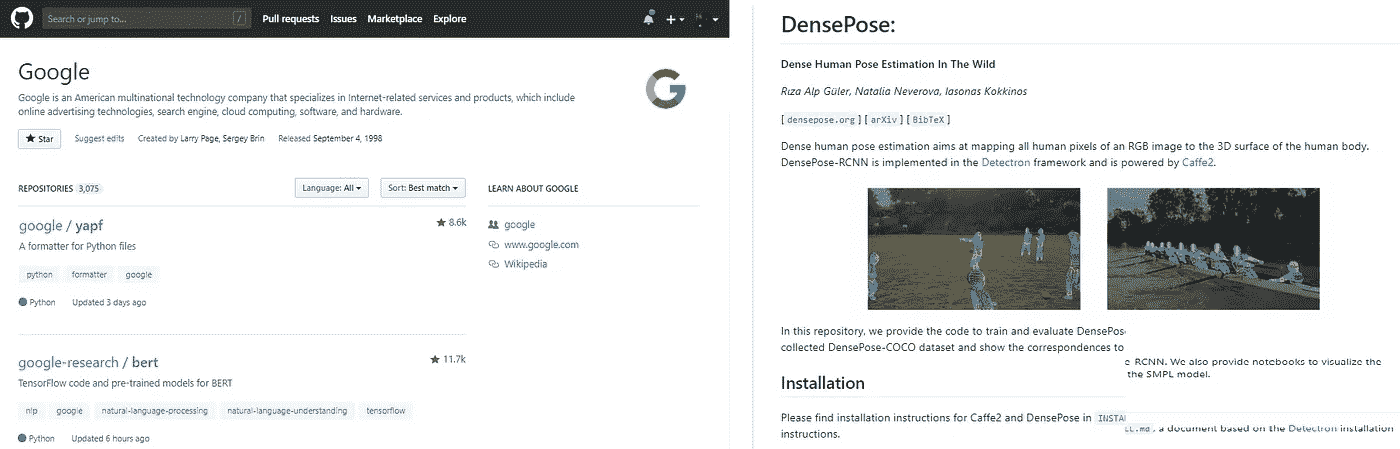 Search or jump to...
/
Pull requests Issues Marketplace Explore
Google
Google is an American multinational technology company that specializes in Internet-related services and products, which include
online advertising technologies, search engine, cloud computing, software, and hardware.
Star Suggest edits Created by Larry Page, Sergey Brin Released September 4, 1998
REPOSITORIES 3,075
Language: All
Sort: Best match
LEARN ABOUT GOOGLE
google / yapf
8.6k
A formatter for Python files
python formatter google
Python Updated 3 days ago
google
www.google.com
Wikipedia
google-research / bert
11.7k
TensorFlow code and pre-trained models for BERT
nlp google natural-language-processing natural-language-understanding tensorflow
Python Updated 6 hours ago
DensePose:
Dense Human Pose Estimation In The Wild
Rıza Alp Güler, Natalia Neverova, Iasonas Kokkinos
[ densepose.org ] [ arXiv ] [ BibTeX ]
Dense human pose estimation aims at mapping all human pixels of an RGB image to the 3D surface of the human body.
DensePose-RCNN is implemented in the Detectron framework and is powered by Caffe2.
In this repository, we provide the code to train and evaluate DensePos
collected DensePose-COCO dataset and show the correspondences to
e-RCNN. We also provide notebooks to visualize the
the SMPL model.
Installation
Please find installation instructions for Caffe2 and DensePose in INSTA
LL.md, a document based on the Detectron installation
instructions.